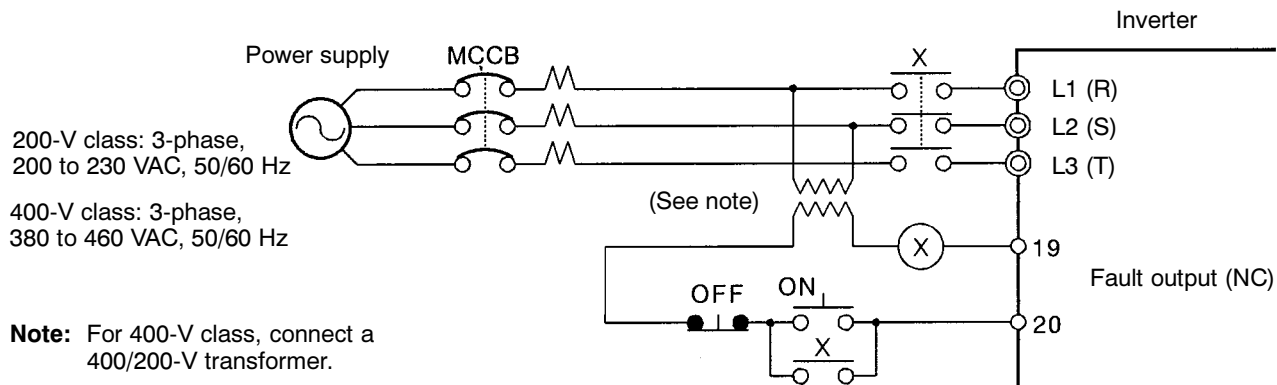 Inverter
Power supply
MCCB
X
L1 (R)
L2 (S)
L3 (T)
200-V class: 3-phase,
200 to 230 VAC, 50/60 Hz
400-V class: 3-phase,
380 to 460 VAC, 50/60 Hz
(See note)
X
19
Fault output (NC)
OFF
ON
20
X
Note: For 400-V class, connect a
400/200-V transformer.